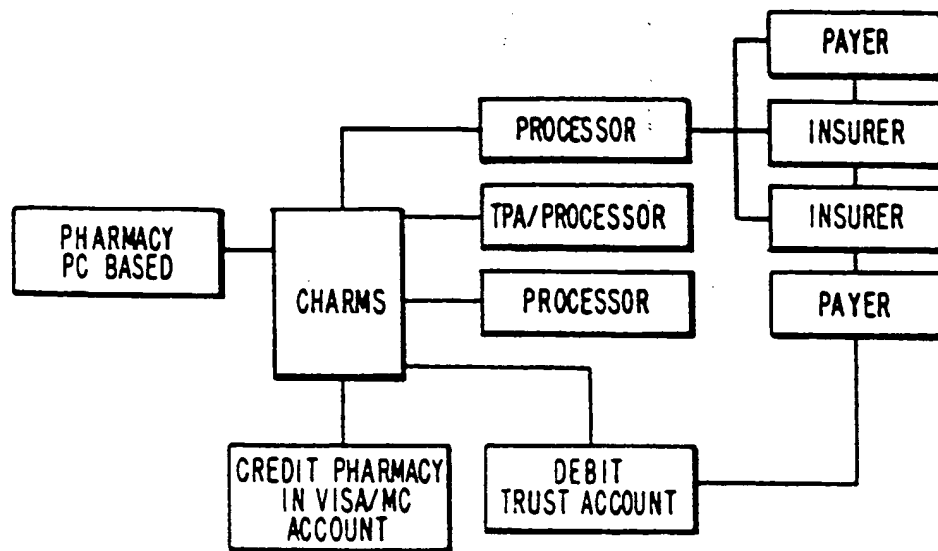 PAYER
PROCESSOR
INSURER
TPA/PROCESSOR
INSURER
PHARMACY
PC BASED
CHARMS
PROCESSOR
PAYER
CREDIT PHARMACY
IN VISA/MC
ACCOUNT
DEBIT
TRUST ACCOUNT